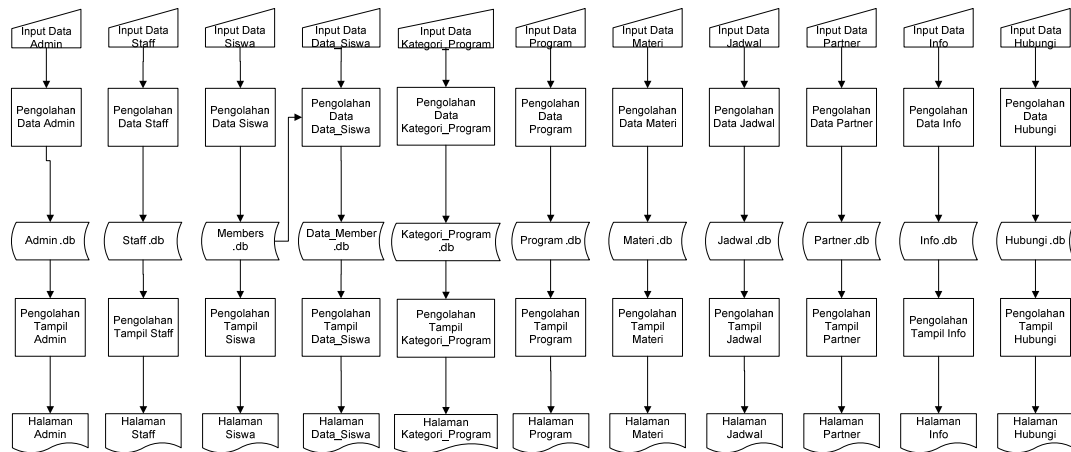 Input Data
Admin
Input Data
Staff
Input Data
Siswa
Input Data
Data_Siswa
Input Data
Kategori_Program
Input Data
Program
Input Data
Materi
Input Data
Jadwal
Input Data
Partner
Input Data
Info
Input Data
Hubungi
Pengolahan
Data Admin
Pengolahan
Data Staff
Pengolahan
Data Siswa
Pengolahan
Data
Data_Siswa
Pengolahan
Data
Kategori_Program
Pengolahan
Data
Program
Pengolahan
Data Materi
Pengolahan
Data Jadwal
Pengolahan
Data Partner
Pengolahan
Data Info
Pengolahan
Data
Hubungi
Admin .db
Staff .db
Members
.db
Data_Member
.db
Kategori_Program
.db
Program .db
Materi .db
Jadwal .db
Partner .db
Info .db
Hubungi .db
Pengolahan
Tampil
Admin
Pengolahan
Tampil Staff
Pengolahan
Tampil
Siswa
Pengolahan
Tampil
Data_Siswa
Pengolahan
Tampil
Kategori_Program
Pengolahan
Tampil
Program
Pengolahan
Tampil
Materi
Pengolahan
Tampil
Jadwal
Pengolahan
Tampil
Partner
Pengolahan
Tampil Info
Pengolahan
Tampil
Hubungi
Halaman
Admin
Halaman
Staff
Halaman
Siswa
Halaman
Data_Siswa
Halaman
Kategori_Program
Halaman
Program
Halaman
Materi
Halaman
Jadwal
Halaman
Partner
Halaman
Info
Halaman
Hubungi